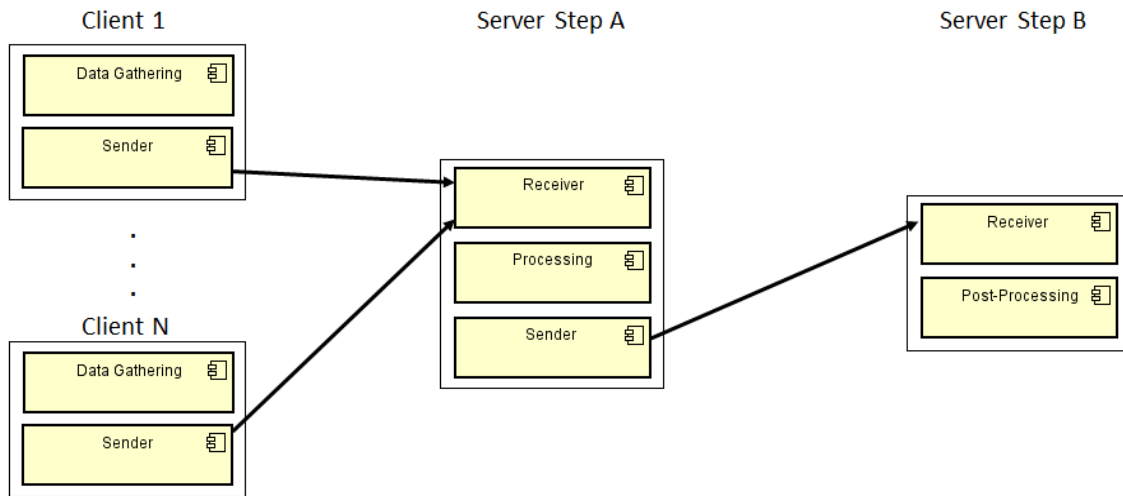 Client 1
Data Gathering
Sender
.
.
.
Client N
Data Gathering
Sender
Server Step A
Receiver
Processing
Sender
Server Step B
Receiver
Post-Processing